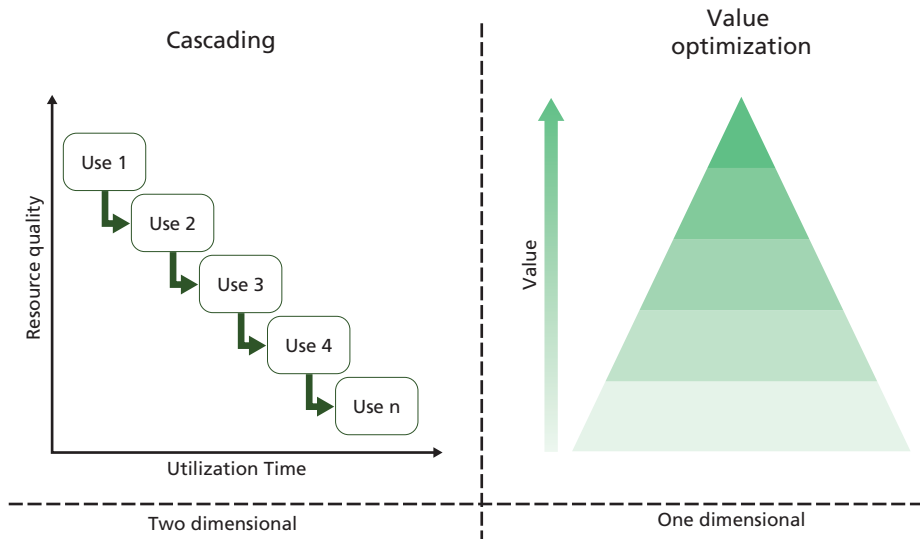 Cascading
Resource quality
Use 1
Use 2
Use 3
Use 4
Use n
Utilization Time
Two dimensional
Value
optimization
Value
One dimensional